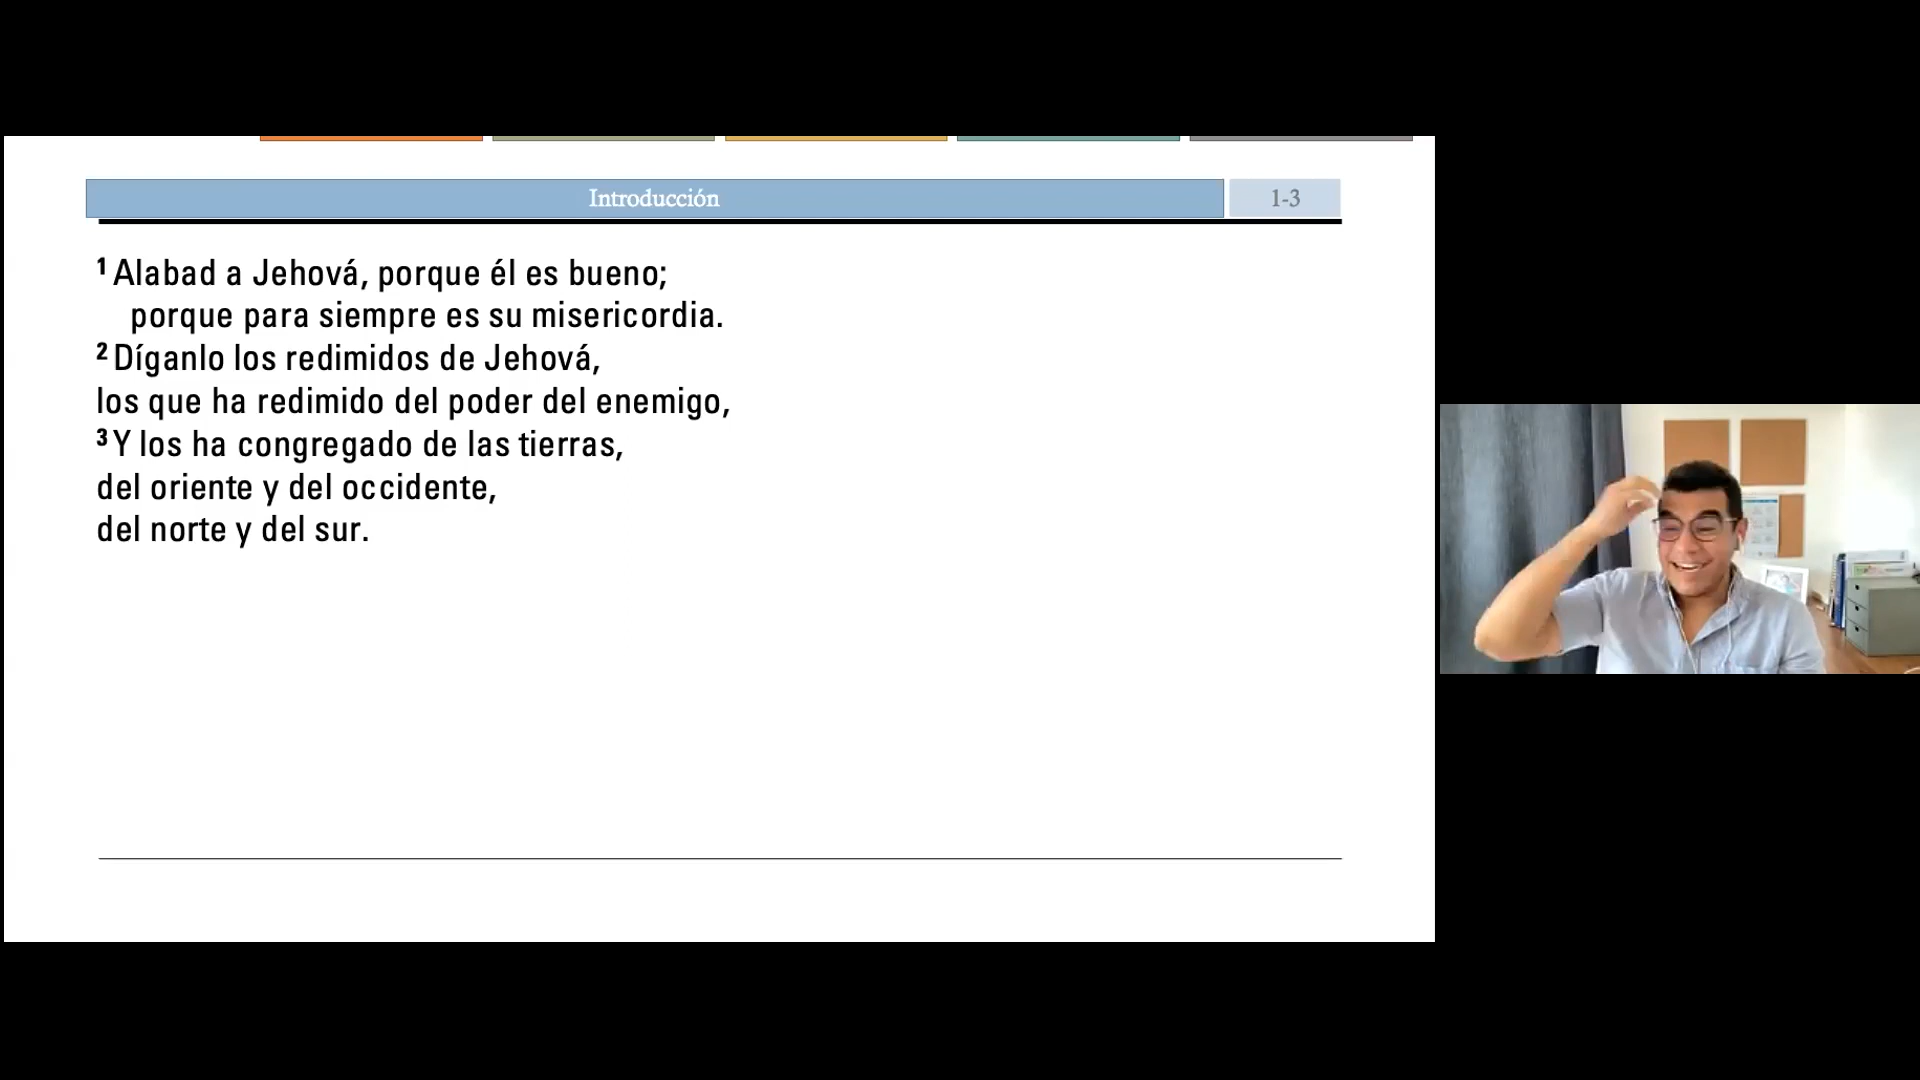 Introducción
1-3
1 Alabad a Jehová, porque él es bueno;
porque para siempre es su misericordia.
2 Díganlo los redimidos de Jehová,
los que ha redimido del poder del enemigo,
3 Y los ha congregado de las tierras,
del oriente y del occidente,
del norte y del sur.